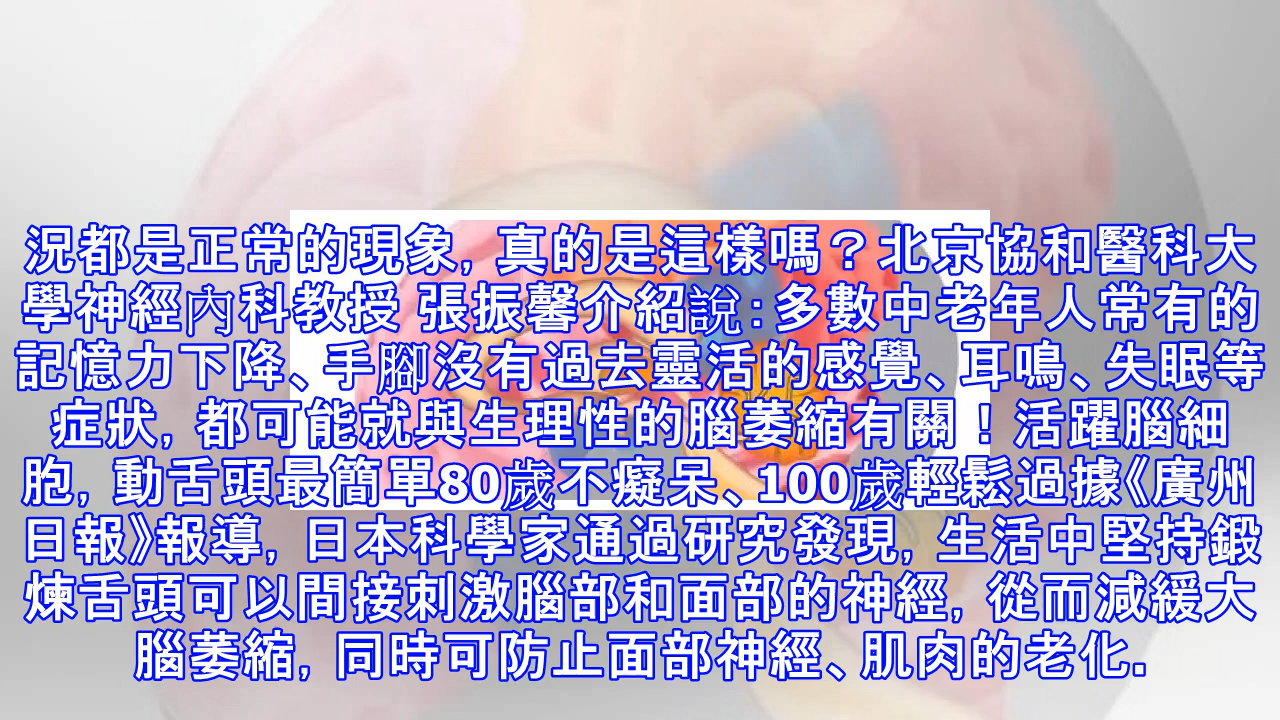 況都是正常的現象, 真的是這樣嗎？北京協和醫科大
學神經內科教授 張振馨介紹說:多數中老年人常有的
記憶力下降、手腳沒有過去靈活的感覺、耳鳴、失眠等
症狀, 都可能就與生理性的腦萎縮有關！活躍腦細
胞, 動舌頭最簡單80歲不癡呆、100歲輕鬆過據《廣州
日報》報導, 日本科學家通過研究發現, 生活中堅持鍛
煉舌頭可以間接刺激腦部和面部的神經, 從而減緩大
腦萎縮, 同時可防止面部神經、肌肉的老化.